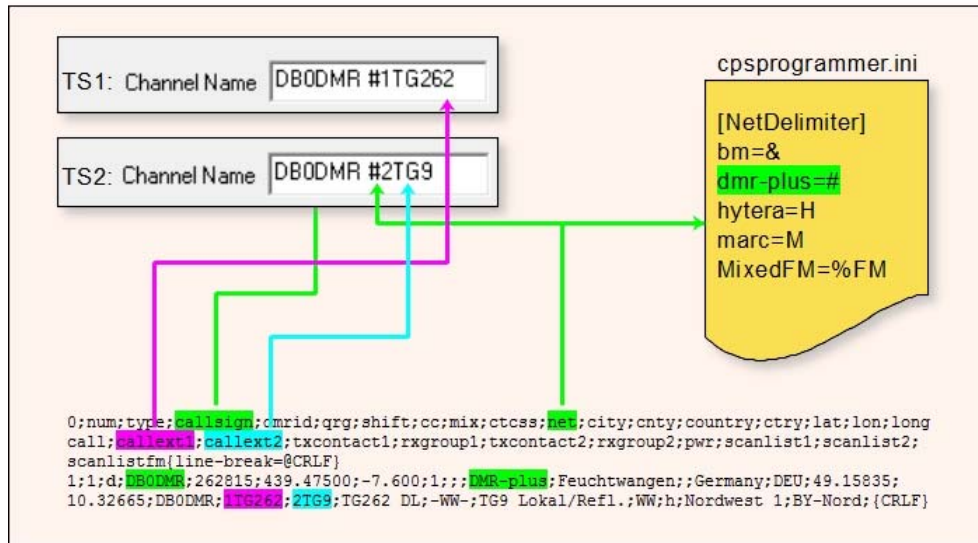 TS1: Channel Name DB0DMR #1TG262
TS2: Channel Name DB0DMR #2TG9
cpsprogrammer.ini
[NetDelimiter]
bm=&
dmr-plus=#
hytera=H
marc=M
MixedFM=%FM
0;num;type;callsign;dmrid;qrg;shift;cc;mix;ctcss;net;city;cnty;country;ctry;lat;lon;long
call;callext1;callext2;txcontact1;rxgroup1;txcontact2;rxgroup2;pwr;scanlist1;scanlist2;
scanlistfm{line-break=@CRLF}
1;1;d;DB0DMR;262815;439.47500;-7.600;1;;;DMR-plus;Feuchtwangen;;Germany;DEU;49.15835;
10.32665;DB0DMR;1TG262;2TG9;TG262 DL;-WW-;TG9 Lokal/Refl.;WW;h;Nordwest 1;BY-Nord;{CRLF}